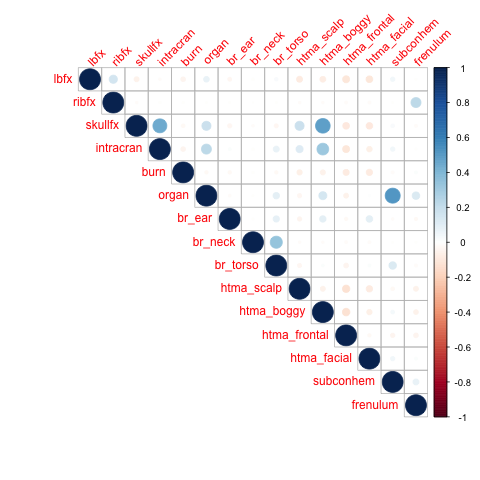 lbfx
ribfx
skullfx
intracran
burn
organ
br_ear
br_neck
br_torso
htma_scalp
htma_boggy
htma_frontal
htma_facial
subconhem
frenulum
lbfx
ribfx
skullfx
intracran
burn
organ
br_ear
br_neck
br_torso
htma_scalp
htma_boggy
htma_frontal
htma_facial
subconhem
frenulum
1
0.8
0.6
0.4
0.2
0
-0.2
-0.4
-0.6
-0.8
-1